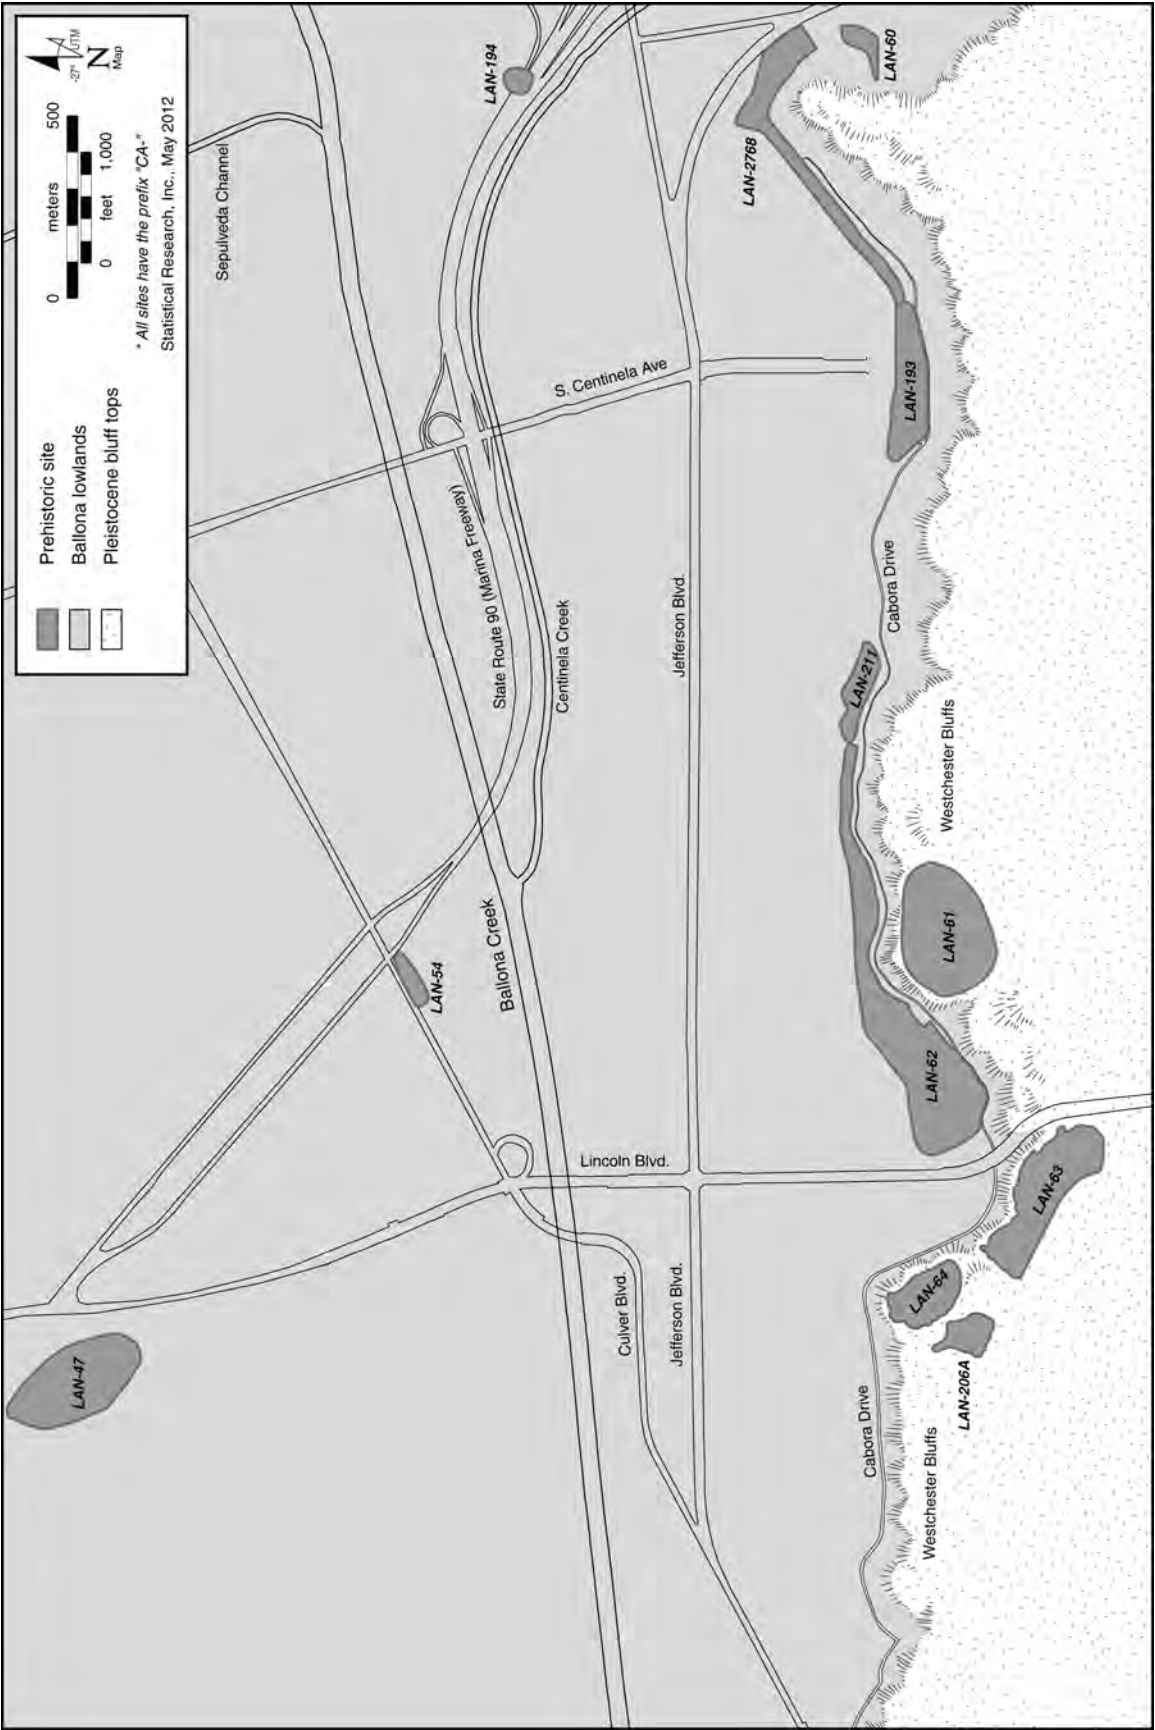 Prehistoric site
Ballona lowlands
Pleistocene bluff tops
0 meters 500
0 feet 1,000
-27°
UTM
N
Map
* All sites have the prefix "CA-"
Statistical Research, Inc., May 2012
LAN-47
LAN-54
LAN-194
Sepulveda Channel
Ballona Creek
State Route 90 (Marina Freeway)
Centinela Creek
S. Centinela Ave
Lincoln Blvd.
Culver Blvd.
Jefferson Blvd.
Jefferson Blvd.
LAN-2768
LAN-60
LAN-193
Cabora Drive
LAN-211
Westchester Bluffs
LAN-61
LAN-62
LAN-63
LAN-64
LAN-206A
Cabora Drive
Westchester Bluffs